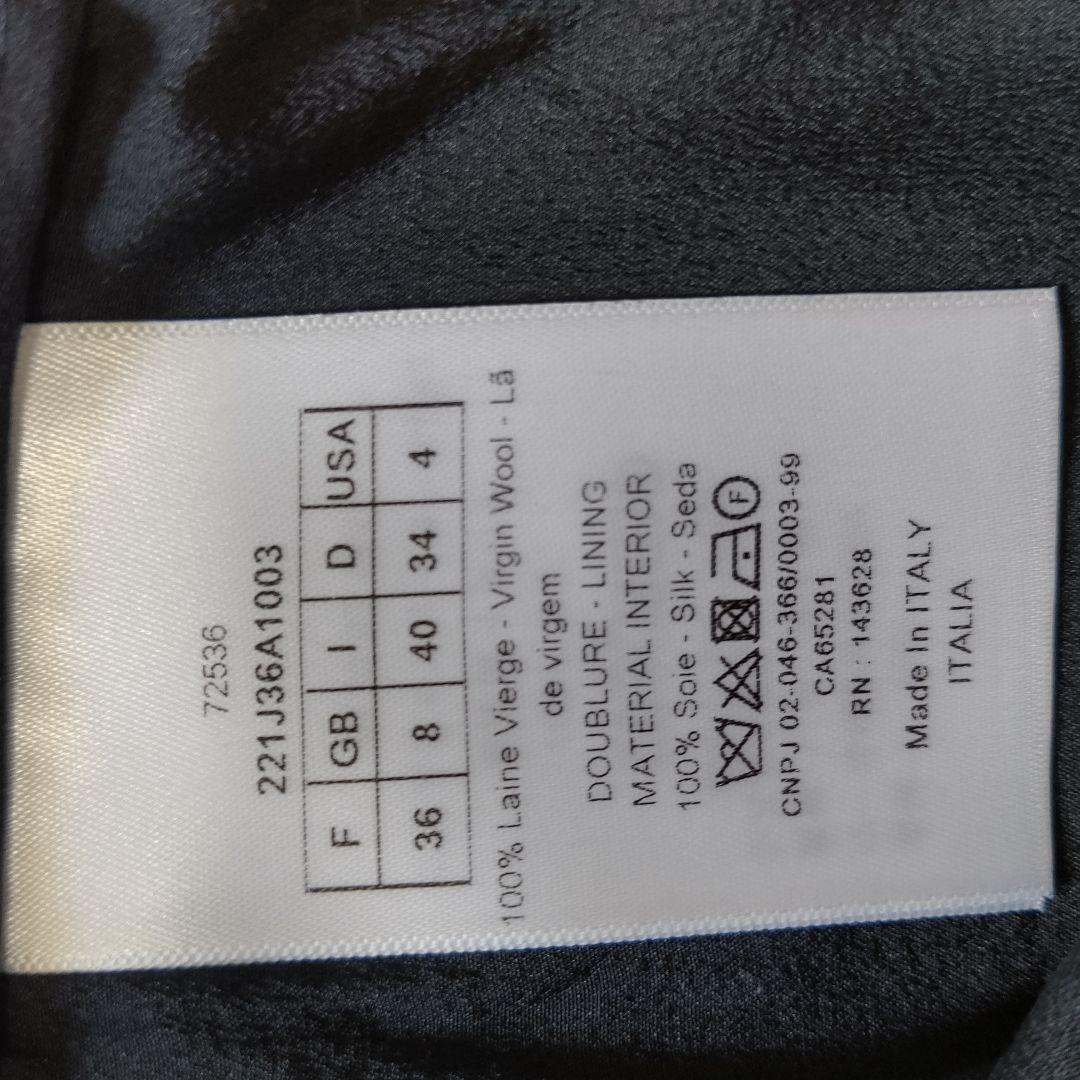 72536
221J36A1003
F GB I D USA
36 8 40 34 4
100% Laine Vierge - Virgin Wool - Lã
de virgem
DOUBLURE - LINING
MATERIAL INTERIOR
100% Soie - Silk - Seda
F
CNPJ 02-046-366/0003-99
CA65281
RN : 143628
Made In ITALY
ITALIA